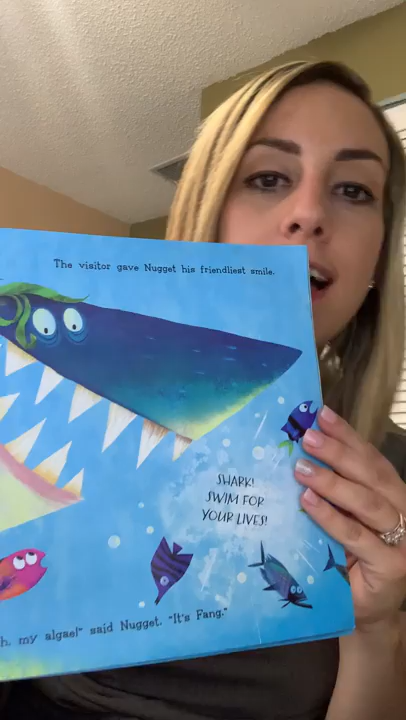 The visitor gave Nugget his friendliest smile.
SHARK!
SWIM FOR
YOUR LIVES!
h, my algae!" said Nugget. "It's Fang."